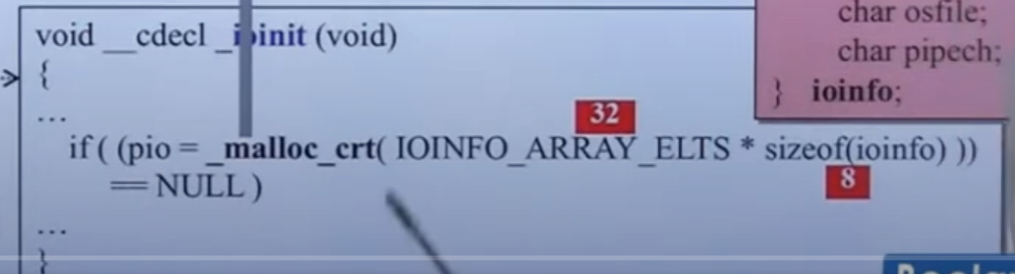 char osfile;
char pipech;
} ioinfo;
void __cdecl _ioinit (void)
{
...
32
if ( (pio = _malloc_crt( IOINFO_ARRAY_ELTS * sizeof(ioinfo) ))
== NULL )
8
...
}